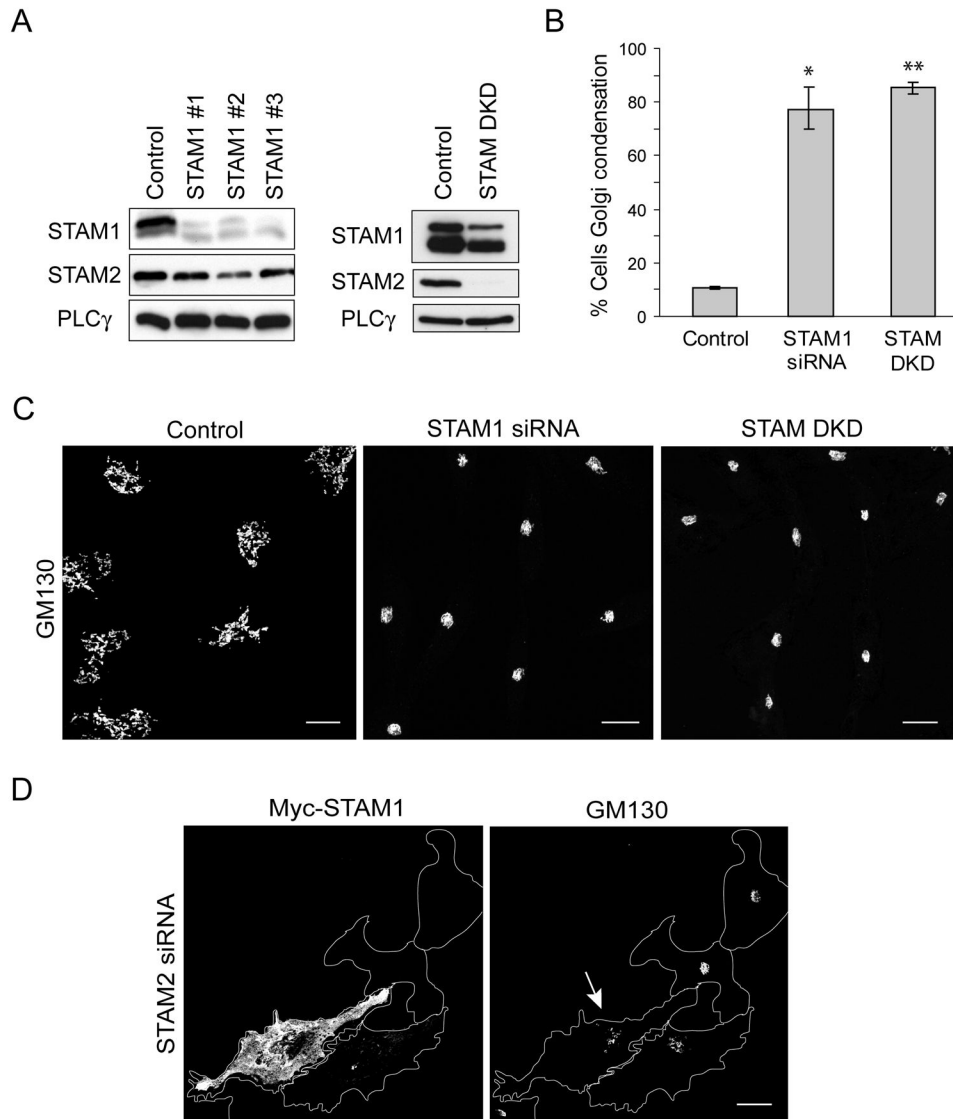 A
Control
STAM1 #1
STAM1 #2
STAM1 #3
STAM1
STAM2
PLCγ
Control
STAM DKD
STAM1
STAM2
PLCγ
B
% Cells Golgi condensation
100
80
60
40
20
0
*
**
Control
STAM1
siRNA
STAM
DKD
C
Control
STAM1 siRNA
STAM DKD
GM130
D
Myc-STAM1
GM130
STAM2 siRNA